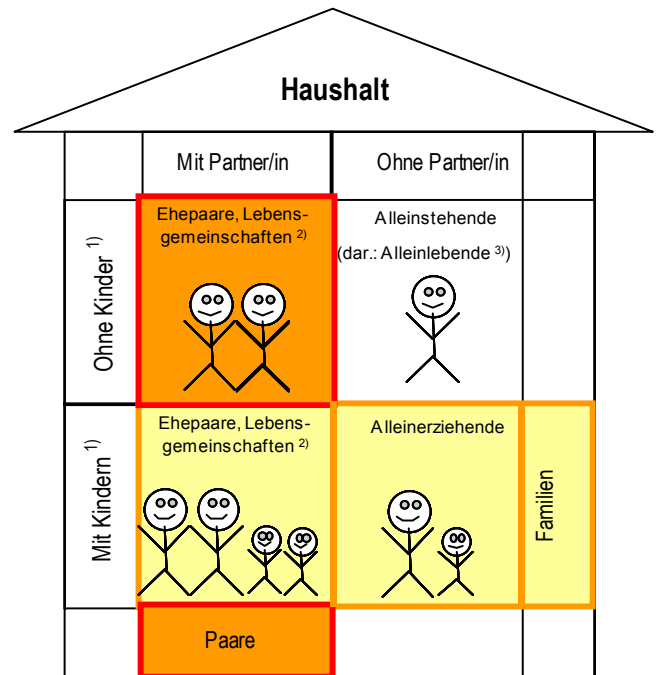 Haushalt
Mit Partner/in
Ohne Partner/in
Ohne Kinder 1)
Ehepaare, Lebens-
gemeinschaften 2)
Alleinstehende
(dar.: Alleinlebende 3))
Mit Kindern 1)
Ehepaare, Lebens-
gemeinschaften 2)
Alleinerziehende
Familien
Paare